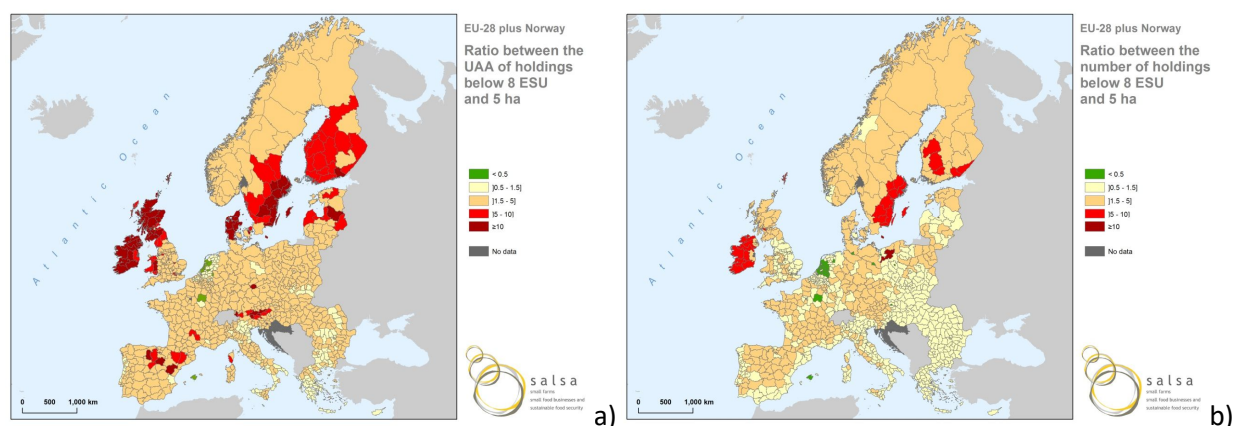 EU-28 plus Norway
Ratio between the
UAA of holdings
below 8 ESU
and 5 ha
Atlantic Ocean
< 0.5
]0.5 - 1.5]
]1.5 - 5]
]5 - 10]
≥10
No data
salsa
small farms
small food businesses and
sustainable food security
0 500 1,000 km
a)
EU-28 plus Norway
Ratio between the
number of holdings
below 8 ESU
and 5 ha
Atlantic Ocean
< 0.5
]0.5 - 1.5]
]1.5 - 5]
]5 - 10]
≥10
No data
salsa
small farms
small food businesses and
sustainable food security
0 500 1,000 km
b)